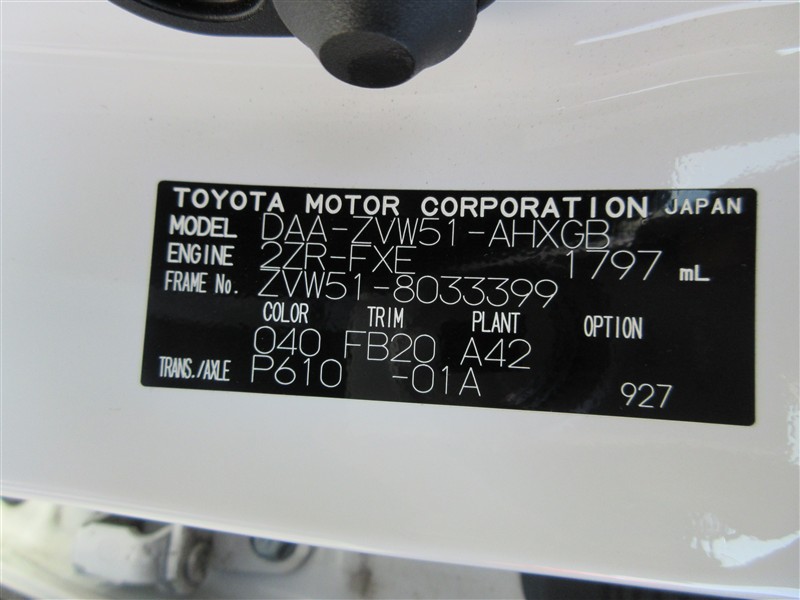 TOYOTA MOTOR CORPORATION JAPAN
MODEL DAA-ZVW51-AHXGB
ENGINE 2ZR-FXE 1797 mL
FRAME No. ZVW51-8033399
COLOR TRIM PLANT OPTION
040 FB20 A42
TRANS./AXLE P610 -01A 927